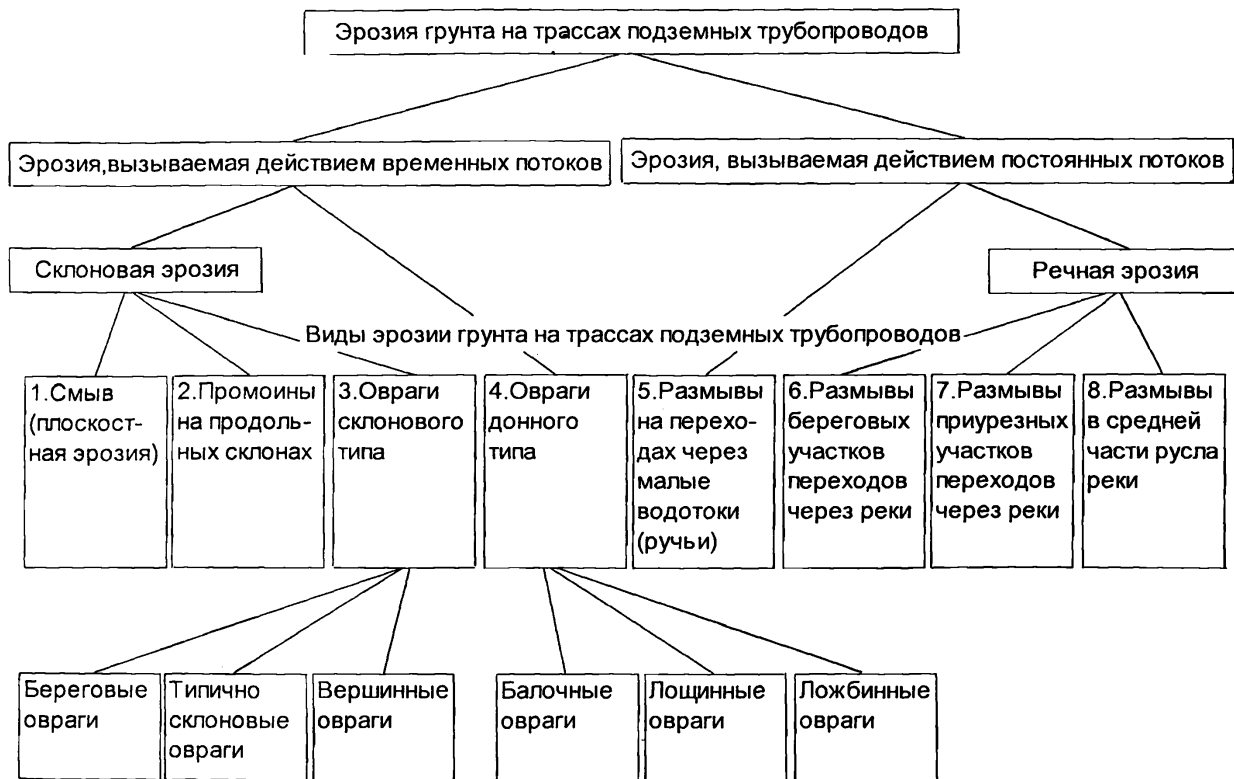 Эрозия грунта на трассах подземных трубопроводов
Эрозия,вызываемая действием временных потоков
Эрозия, вызываемая действием постоянных потоков
Склоновая эрозия
Речная эрозия
Виды эрозии грунта на трассах подземных трубопроводов
1.Смыв
(плоскост-
ная эрозия)
2.Промоины
на продоль-
ных склонах
3.Овраги
склонового
типа
4.Овраги
донного
типа
5.Размывы
на перехо-
дах через
малые
водотоки
(ручьи)
6.Размывы
береговых
участков
переходов
через реки
7.Размывы
приурезных
участков
переходов
через реки
8.Размывы
в средней
части русла
реки
Береговые
овраги
Типично
склоновые
овраги
Вершинные
овраги
Балочные
овраги
Лощинные
овраги
Ложбинные
овраги